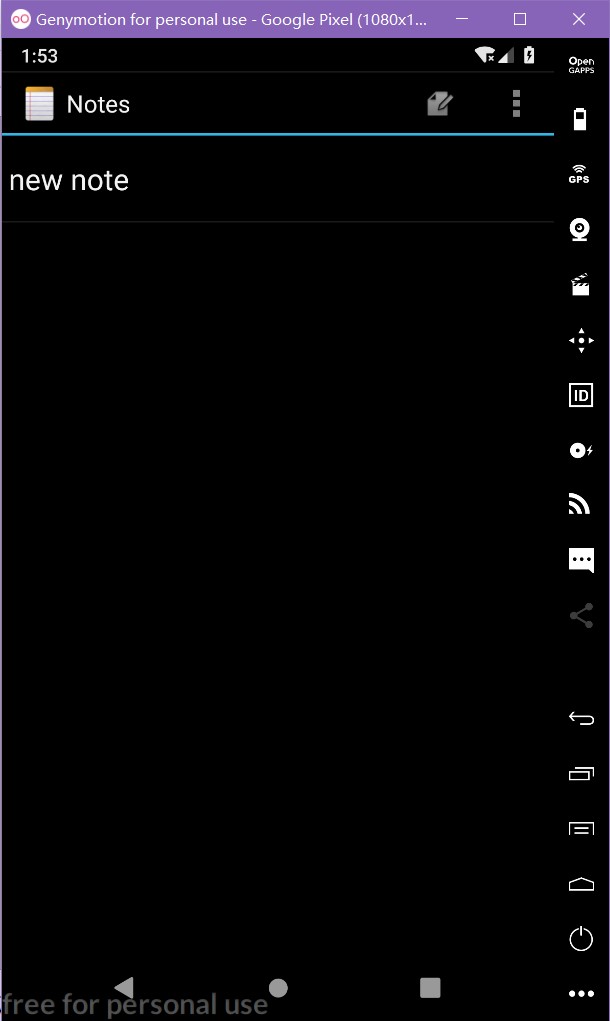 Genymotion for personal use - Google Pixel (1080x1...
1:53
Notes
new note
Open
GAPPS
GPS
ID
free for personal use